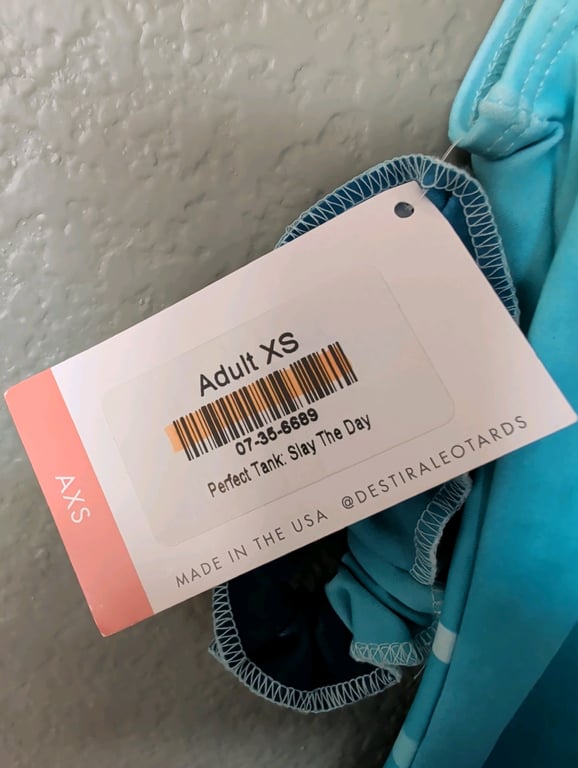 Adult XS
07-35-6689
Perfect Tank: Slay The Day
MADE IN THE USA @DESTIRALEOTARDS
AXS